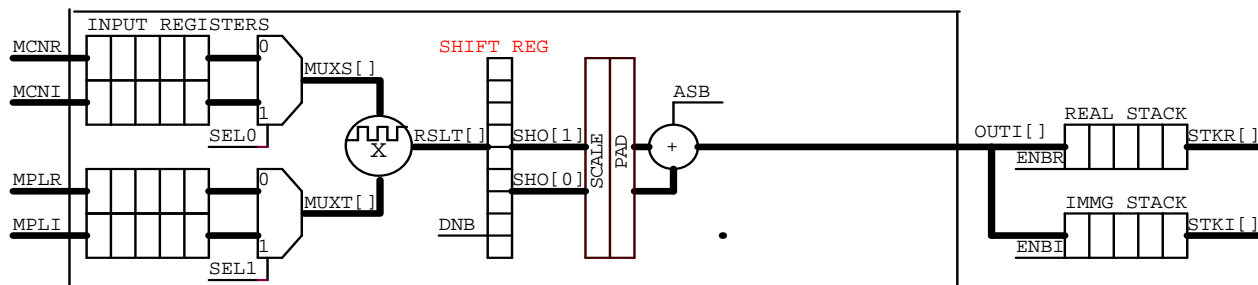 INPUT REGISTERS
MCNR
MCNI
0
1
MUXS[]
SEL0
SHIFT REG
X
RSLT[]
SHO[1]
SHO[0]
SCALE
PAD
ASB
+
OUTI[]
REAL STACK
STKR[]
ENBR
MPLR
MPLI
0
1
MUXT[]
SEL1
DNB
IMMG STACK
STKI[]
ENBI